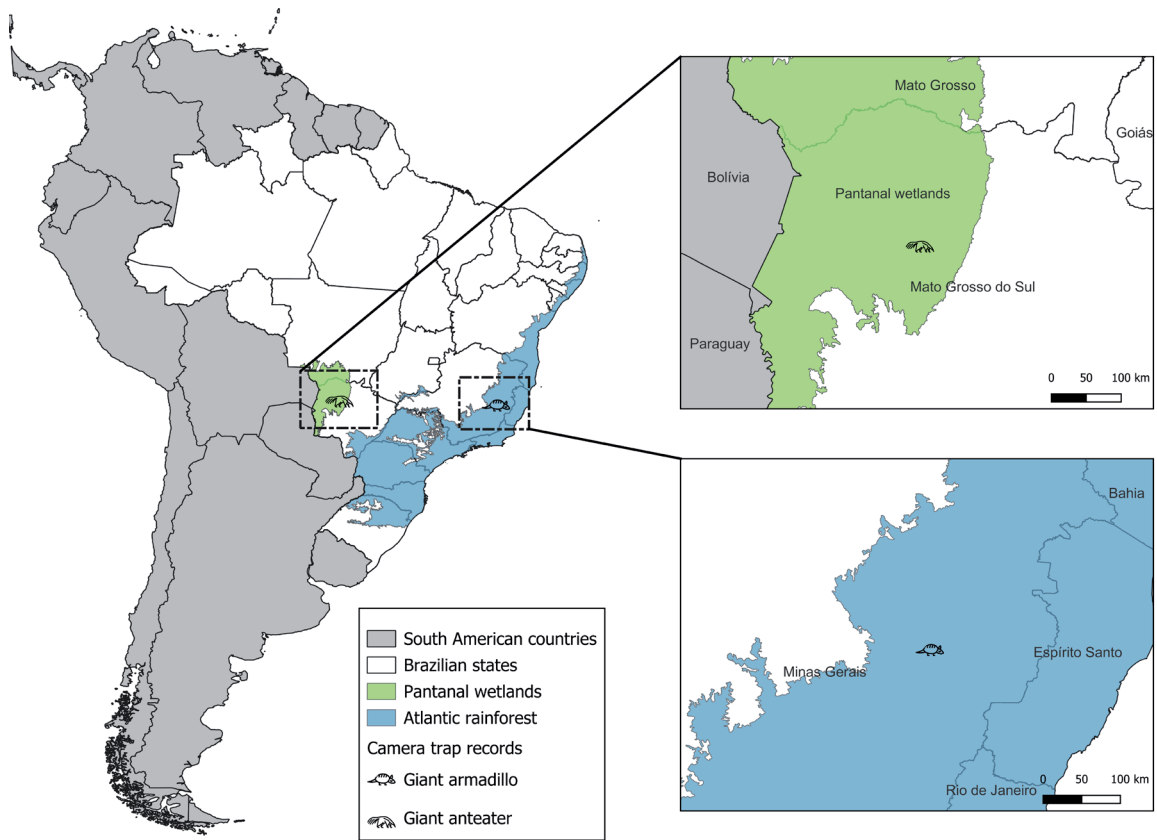 Mato Grosso
Goiás
Bolívia
Pantanal wetlands
Mato Grosso do Sul
Paraguay
0 50 100 km
Bahia
Espírito Santo
Minas Gerais
0 50 100 km
Rio de Janeiro
South American countries
Brazilian states
Pantanal wetlands
Atlantic rainforest
Camera trap records
Giant armadillo
Giant anteater